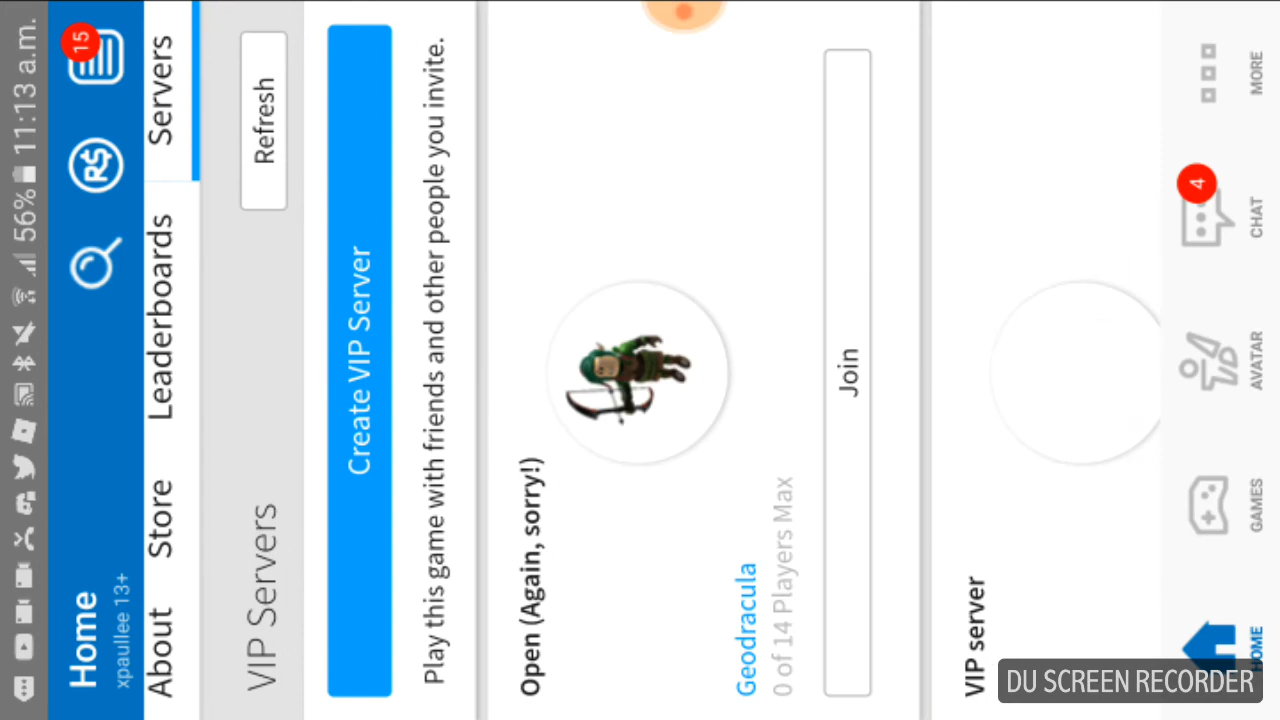 56% 11:13 a.m.
Home
xpaullee 13+
R$
15
About
Store
Leaderboards
Servers
VIP Servers
Refresh
Create VIP Server
Play this game with friends and other people you invite.
Open (Again, sorry!)
Geodracula
0 of 14 Players Max
Join
VIP server
HOME
GAMES
AVATAR
CHAT
4
MORE
DU SCREEN RECORDER